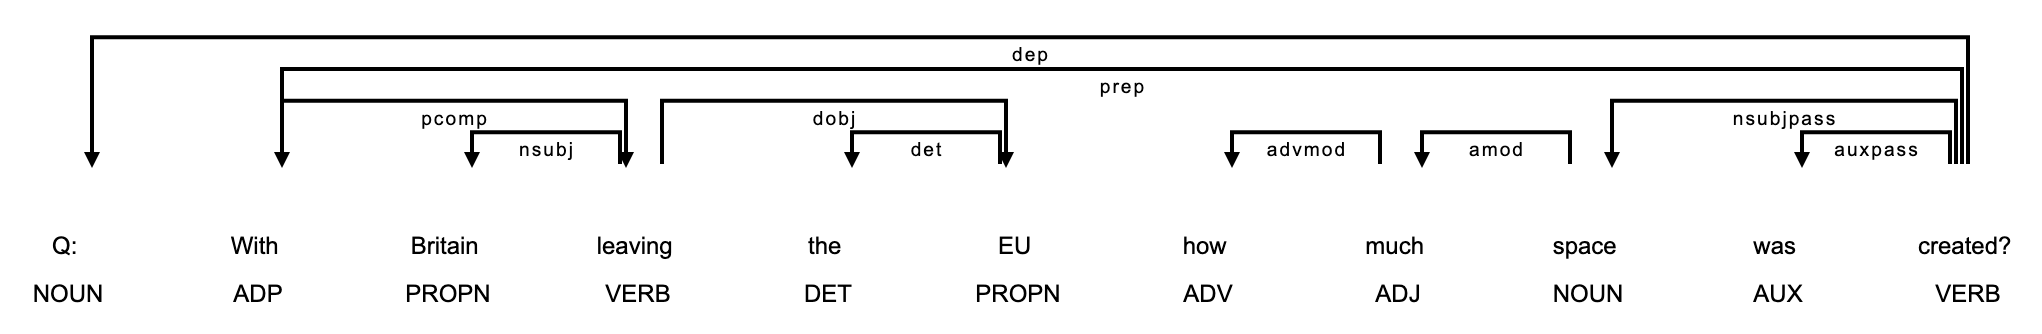 dep
prep
pcomp dobj nsubjpass
nsubj det advmod amod auxpass
Q: With Britain leaving the EU how much space was created?
NOUN ADP PROPN VERB DET PROPN ADV ADJ NOUN AUX VERB